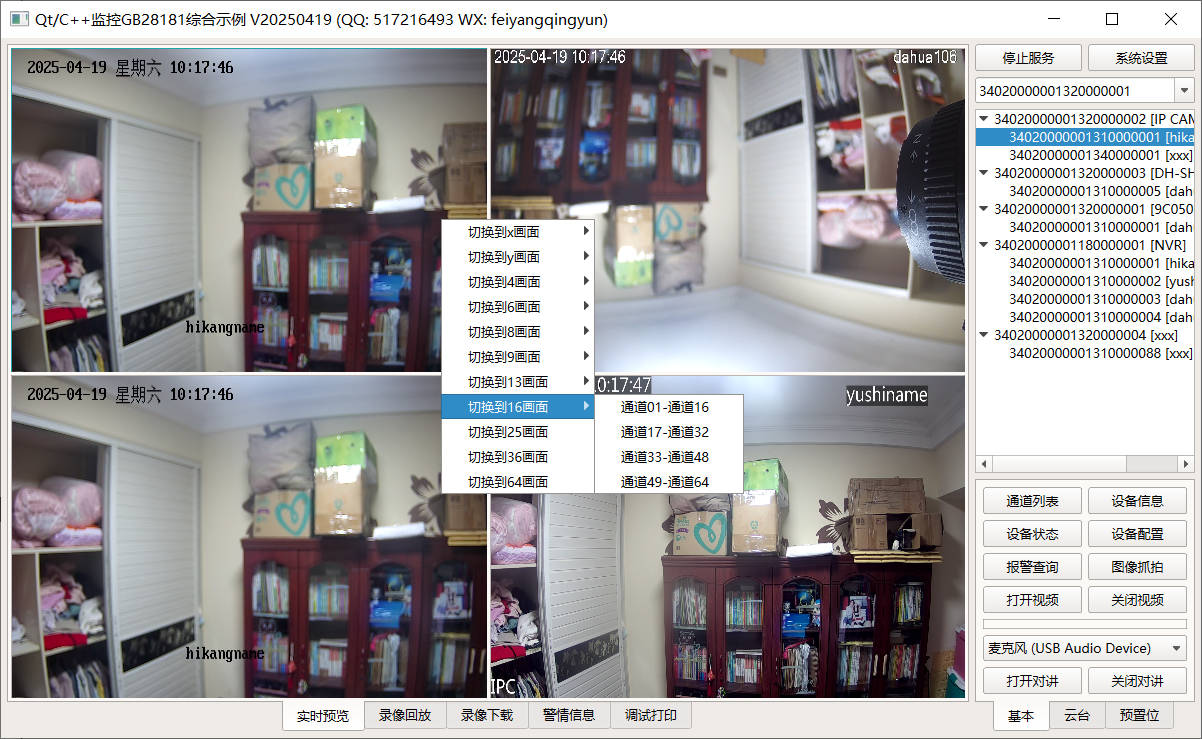 Qt/C++监控GB28181综合示例 V20250419 (QQ: 517216493 WX: feiyangqingyun)
2025-04-19 星期六 10:17:46
hikangname
2025-04-19 10:17:46
dahua106
2025-04-19 星期六 10:17:46
hikangname
10:17:47
yushiname
IPC
切换到x画面
切换到y画面
切换到4画面
切换到6画面
切换到8画面
切换到9画面
切换到13画面
切换到16画面
切换到25画面
切换到36画面
切换到64画面
通道01-通道16
通道17-通道32
通道33-通道48
通道49-通道64
停止服务
系统设置
34020000001320000001
34020000001320000002 [IP CAM
34020000001310000001 [hika
34020000001340000001 [xxx]
34020000001320000003 [DH-SH
34020000001310000005 [dah
34020000001320000001 [9C050
34020000001310000001 [dah
34020000001180000001 [NVR]
34020000001310000001 [hika
34020000001310000002 [yush
34020000001310000003 [dah
34020000001310000004 [dah
34020000001320000004 [xxx]
34020000001310000088 [xxx]
通道列表
设备信息
设备状态
设备配置
报警查询
图像抓拍
打开视频
关闭视频
麦克风 (USB Audio Device)
打开对讲
关闭对讲
实时预览
录像回放
录像下载
警情信息
调试打印
基本
云台
预置位